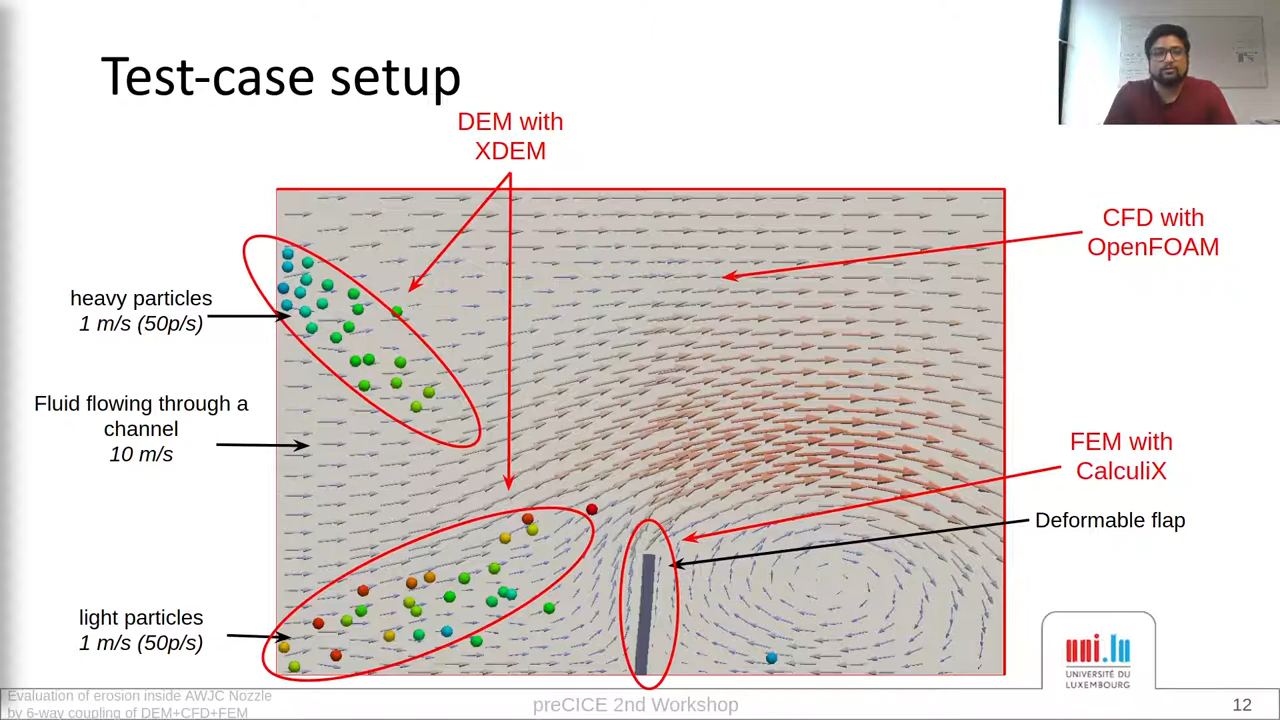 Test-case setup
DEM with
XDEM
CFD with
OpenFOAM
heavy particles
1 m/s (50p/s)
Fluid flowing through a
channel
10 m/s
FEM with
CalculiX
Deformable flap
light particles
1 m/s (50p/s)
uni.lu
UNIVERSITÉ DU
LUXEMBOURG
Evaluation of erosion inside AWJC Nozzle
by 6-way coupling of DEM+CFD+FEM
preCICE 2nd Workshop
12